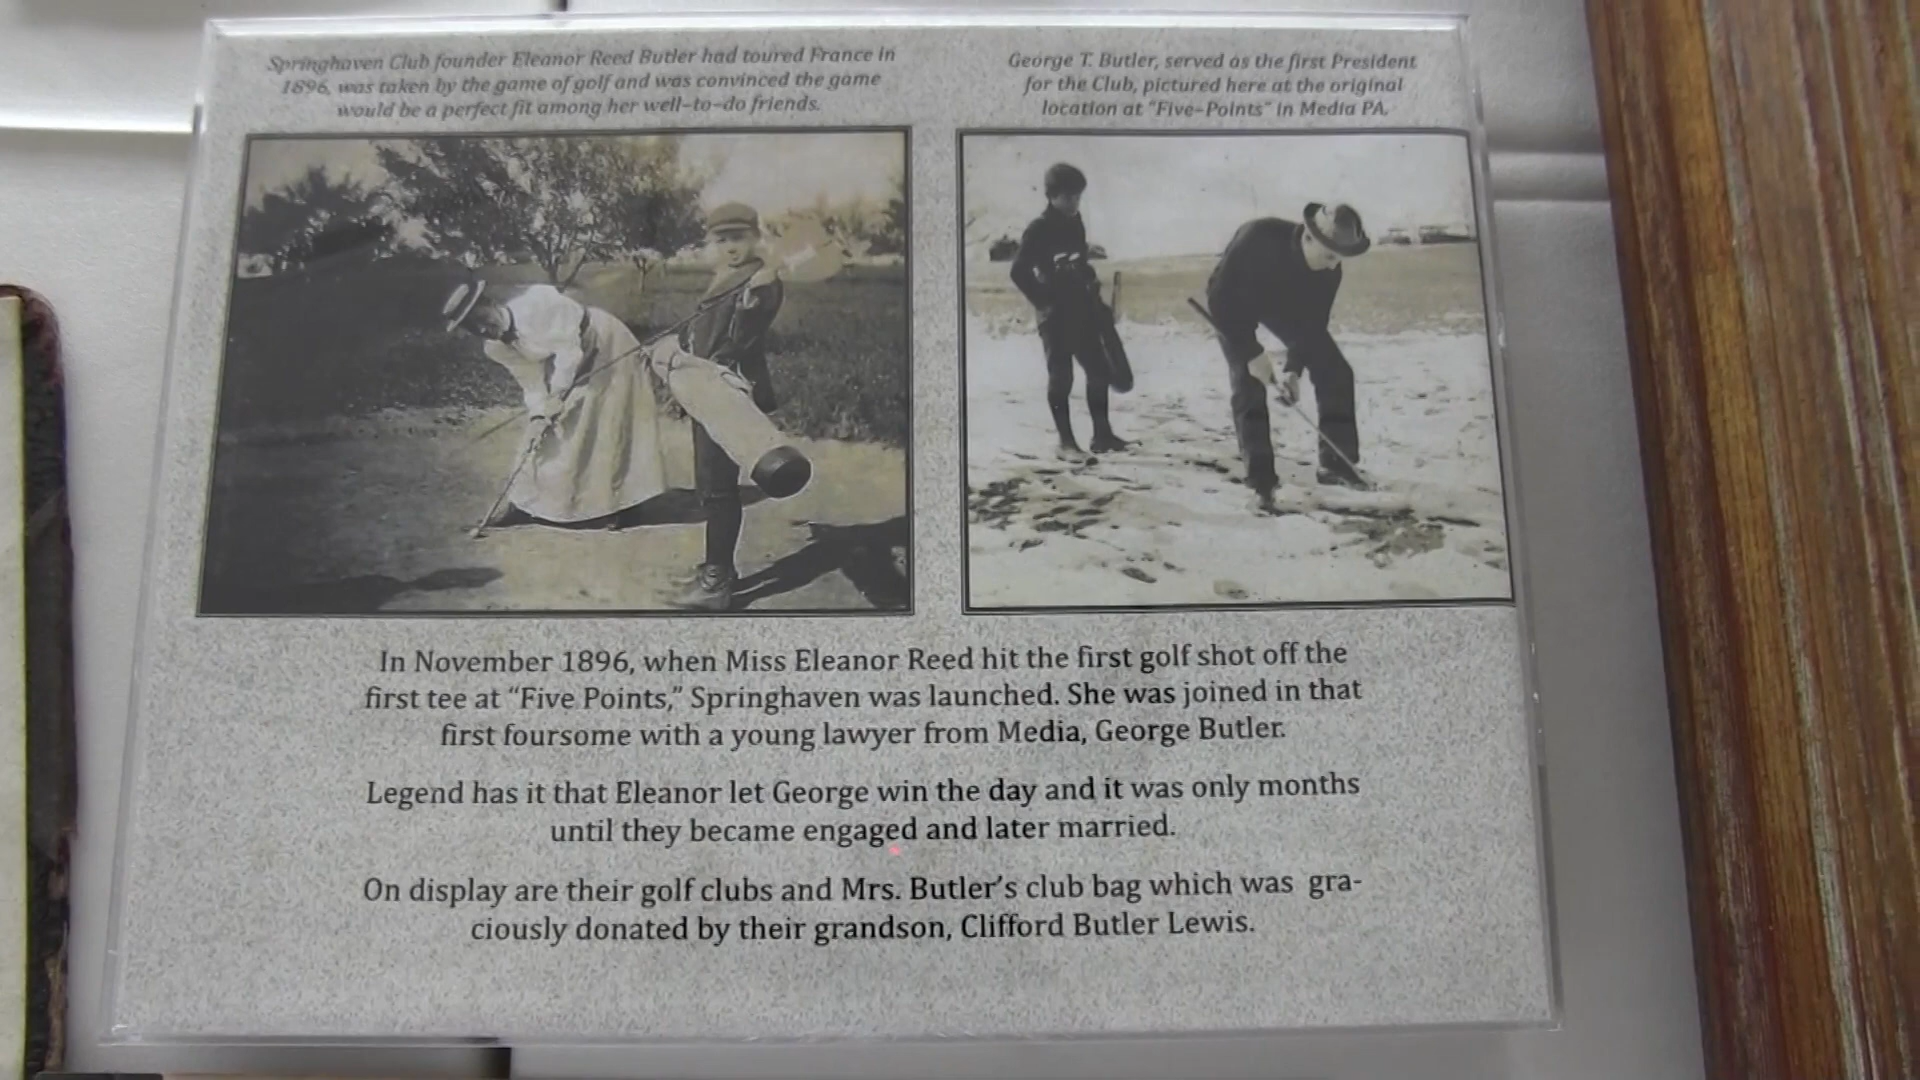 Springhaven Club founder Eleanor Reed Butler had toured France in
1896, was taken by the game of golf and was convinced the game
would be a perfect fit among her well-to-do friends.
George T. Butler, served as the first President
for the Club, pictured here at the original
location at "Five-Points" in Media PA.
In November 1896, when Miss Eleanor Reed hit the first golf shot off the
first tee at “Five Points,” Springhaven was launched. She was joined in that
first foursome with a young lawyer from Media, George Butler.
Legend has it that Eleanor let George win the day and it was only months
until they became engaged and later married.
On display are their golf clubs and Mrs. Butler’s club bag which was gra-
ciously donated by their grandson, Clifford Butler Lewis.